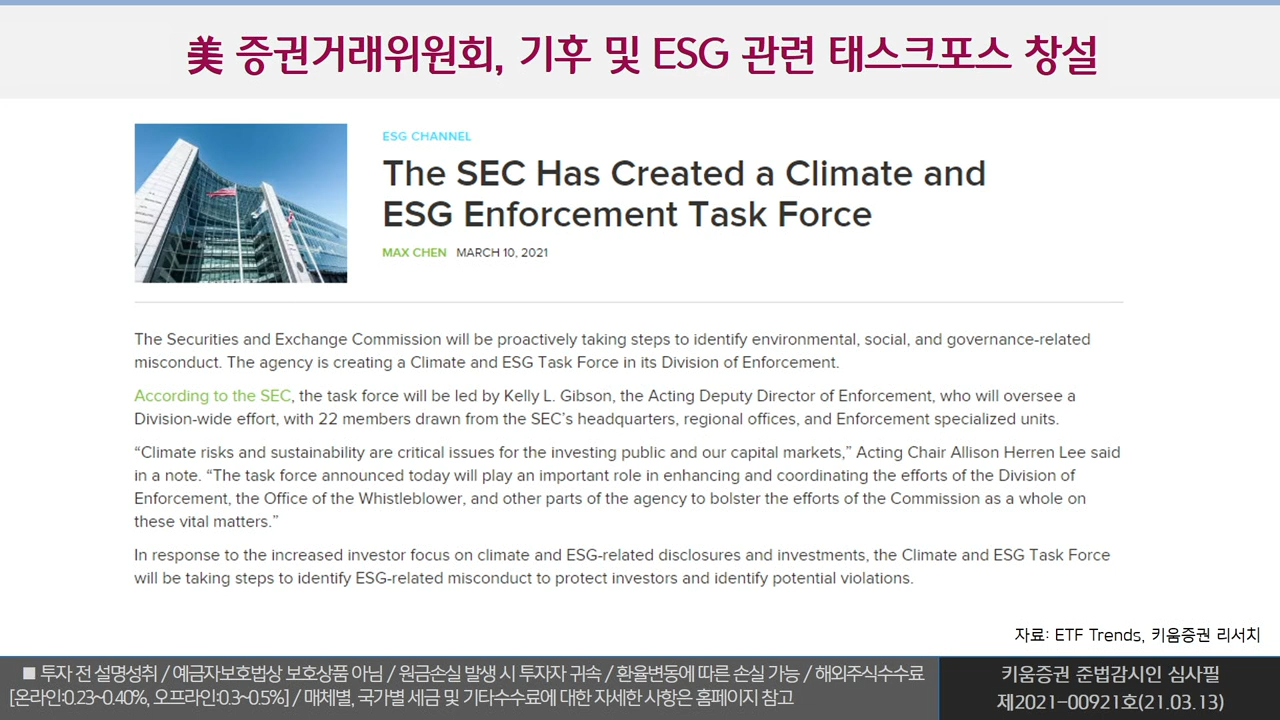 美 증권거래위원회, 기후 및 ESG 관련 태스크포스 창설
ESG CHANNEL
The SEC Has Created a Climate and
ESG Enforcement Task Force
MAX CHEN MARCH 10, 2021
The Securities and Exchange Commission will be proactively taking steps to identify environmental, social, and governance-related
misconduct. The agency is creating a Climate and ESG Task Force in its Division of Enforcement.
According to the SEC, the task force will be led by Kelly L. Gibson, the Acting Deputy Director of Enforcement, who will oversee a
Division-wide effort, with 22 members drawn from the SEC's headquarters, regional offices, and Enforcement specialized units.
“Climate risks and sustainability are critical issues for the investing public and our capital markets,” Acting Chair Allison Herren Lee said
in a note. “The task force announced today will play an important role in enhancing and coordinating the efforts of the Division of
Enforcement, the Office of the Whistleblower, and other parts of the agency to bolster the efforts of the Commission as a whole on
these vital matters.”
In response to the increased investor focus on climate and ESG-related disclosures and investments, the Climate and ESG Task Force
will be taking steps to identify ESG-related misconduct to protect investors and identify potential violations.
자료: ETF Trends, 키움증권 리서치
■ 투자 전 설명성취 / 예금자보호법상 보호상품 아님 / 원금손실 발생 시 투자자 귀속 / 환율변동에 따른 손실 가능 / 해외주식수수료
[온라인:0.23~0.40%, 오프라인:0.3~0.5%] / 매체별, 국가별 세금 및 기타수수료에 대한 자세한 사항은 홈페이지 참고
키움증권 준법감시인 심사필
제2021-00921호(21.03.13)